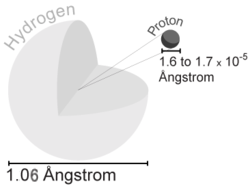 Hydrogen
Proton
1.6 to 1.7 x 10-5
Ångstrom
1.06 Ångstrom